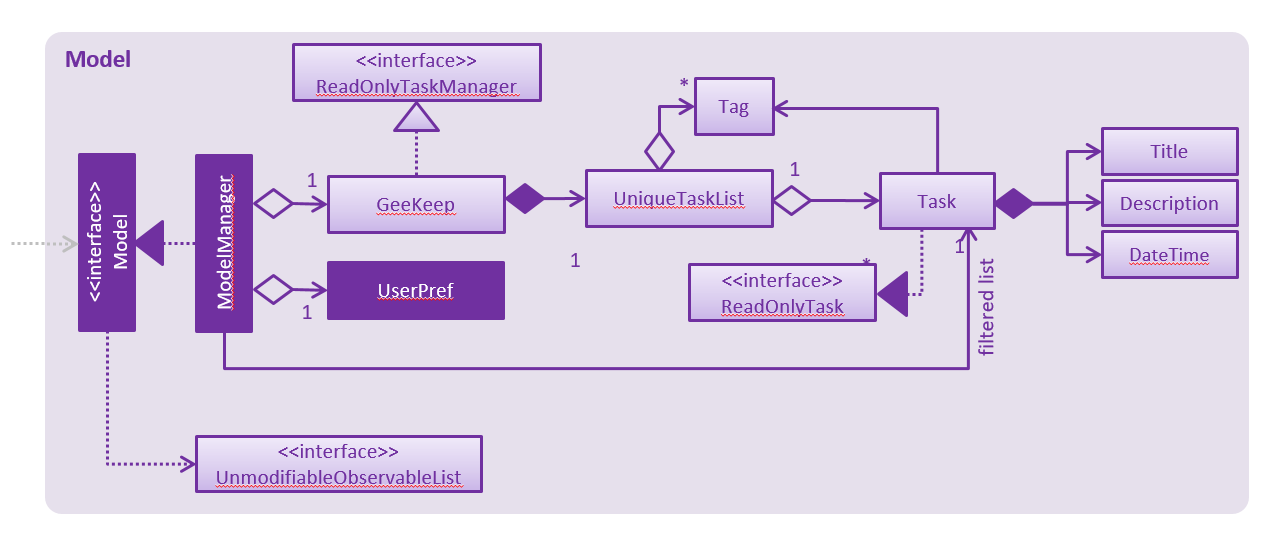 Model
<<interface>>
ReadOnlyTaskManager
*
Tag
<<interface>>
Model
ModelManager
1
GeeKeep
UniqueTaskList
1
Task
Title
Description
DateTime
1
UserPref
1
<<interface>>
ReadOnlyTask
*
1
filtered list
<<interface>>
UnmodifiableObservableList